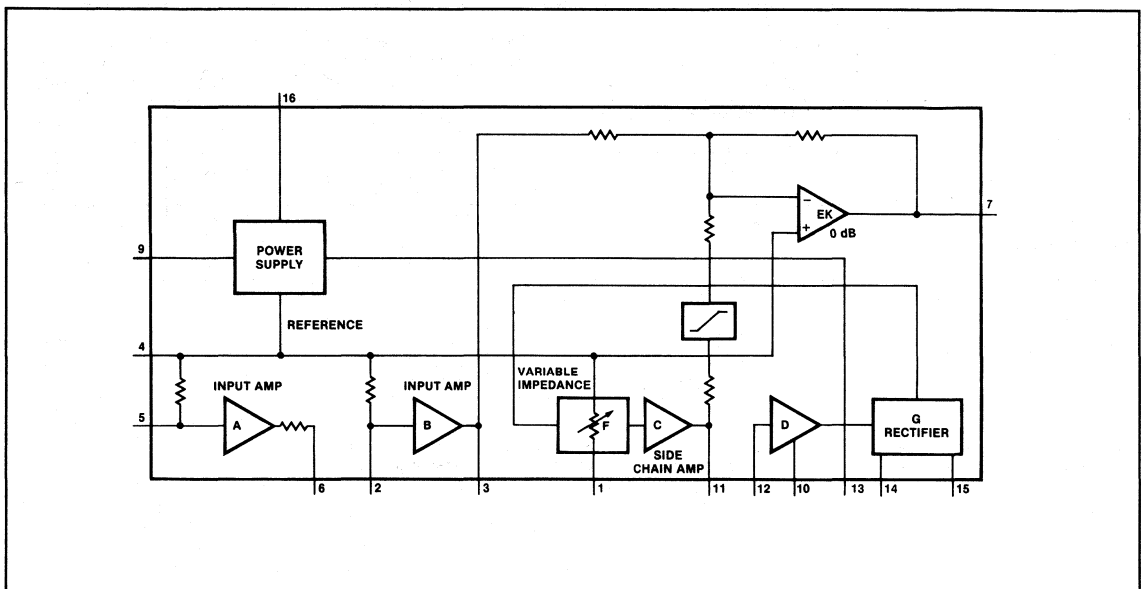 16
7
EK
−
+
0 dB
9
POWER
SUPPLY
REFERENCE
4
INPUT AMP
INPUT AMP
VARIABLE
IMPEDANCE
5
A
B
F
C
D
G
RECTIFIER
SIDE
CHAIN AMP
6
2
3
1
11
12
10
13
14
15